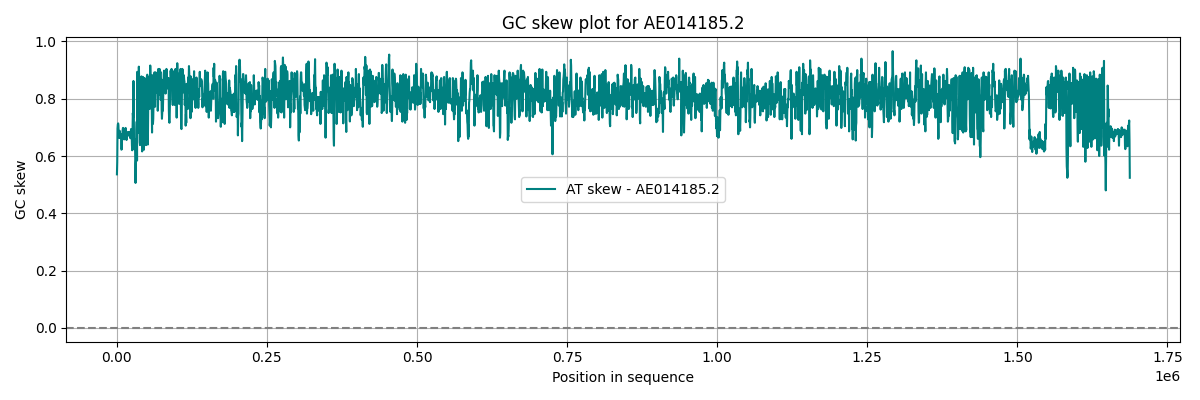 GC skew plot for AE014185.2
1.0
0.8
0.6
0.4
0.2
0.0
GC skew
AT skew - AE014185.2
0.00 0.25 0.50 0.75 1.00 1.25 1.50 1.75
1e6
Position in sequence